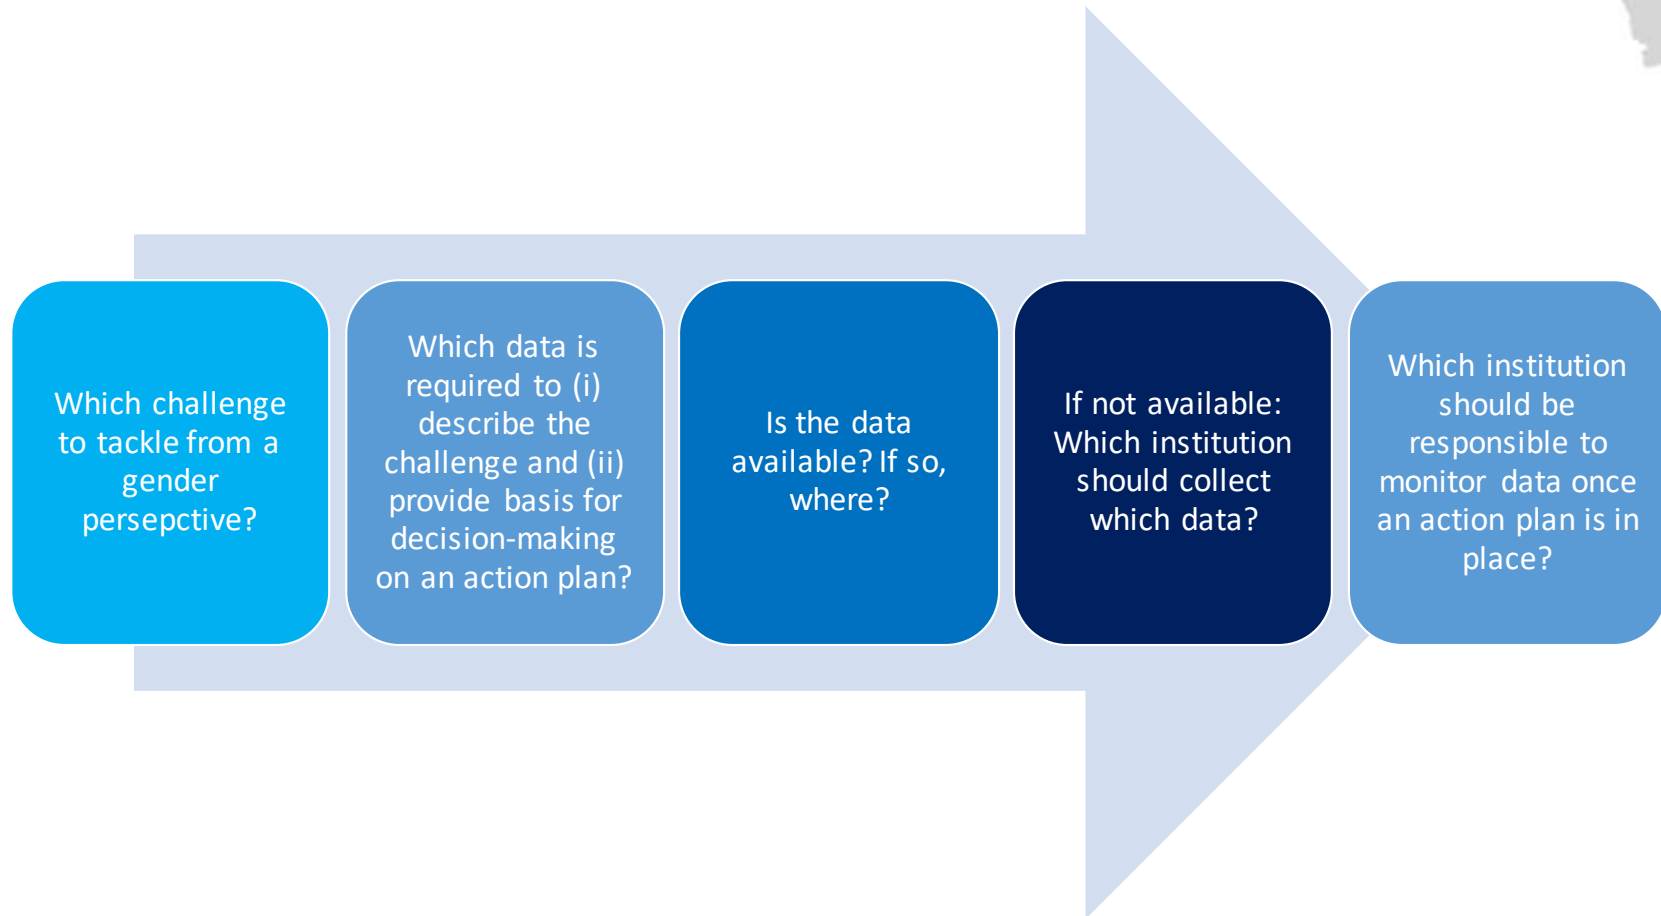 Which challenge
to tackle from a
gender
persepctive?
Which data is
required to (i)
describe the
challenge and (ii)
provide basis for
decision-making
on an action plan?
Is the data
available? If so,
where?
If not available:
Which institution
should collect
which data?
Which institution
should be
responsible to
monitor data once
an action plan is in
place?